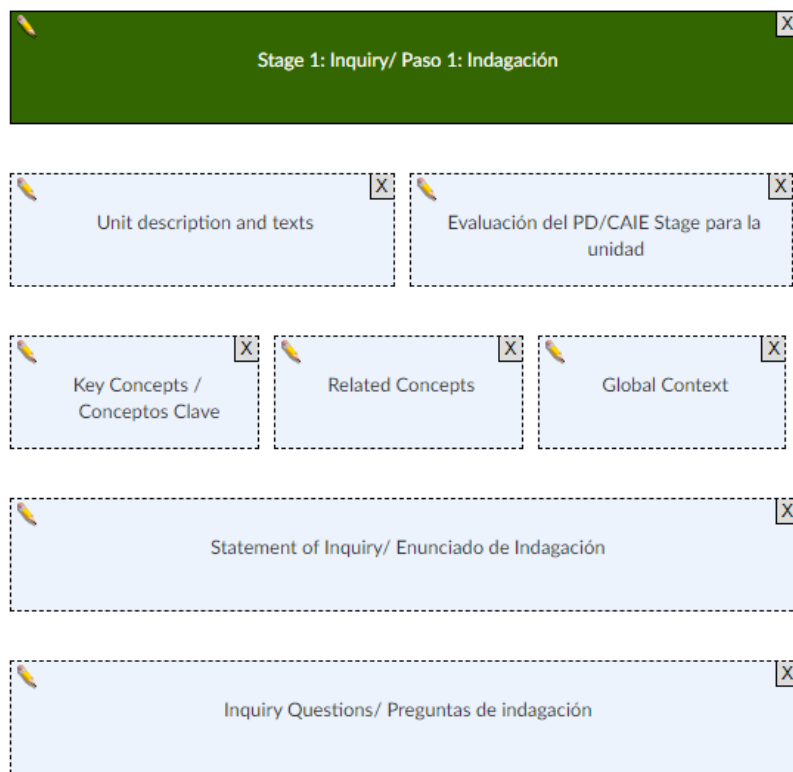 X
Stage 1: Inquiry/ Paso 1: Indagación
X
Unit description and texts
X
Evaluación del PD/CAIE Stage para la
unidad
X
Key Concepts /
Conceptos Clave
X
Related Concepts
X
Global Context
X
Statement of Inquiry/ Enunciado de Indagación
X
Inquiry Questions/ Preguntas de indagación